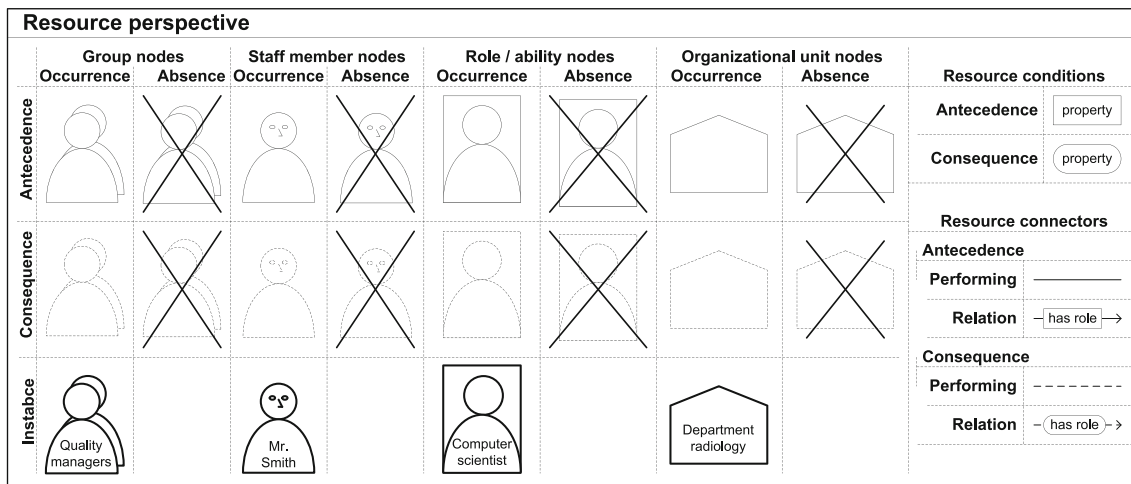 Resource perspective
Group nodes Staff member nodes Role / ability nodes Organizational unit nodes
Occurrence Absence Occurrence Absence Occurrence Absence Occurrence Absence
Resource conditions
Antecedence
Antecedence property
Consequence property
Resource connectors
Consequence
Antecedence
Performing
Relation has role
Consequence
Performing
Relation has role
Instabce
Quality
managers
Mr.
Smith
Computer
scientist
Department
radiology